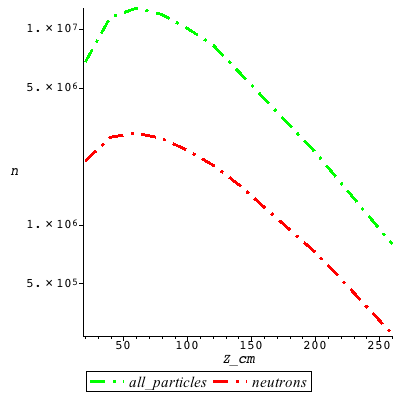 1.×10⁷
5.×10⁶
n
1.×10⁶
5.×10⁵
50 100 150 200 250
z_cm
all_particles neutrons